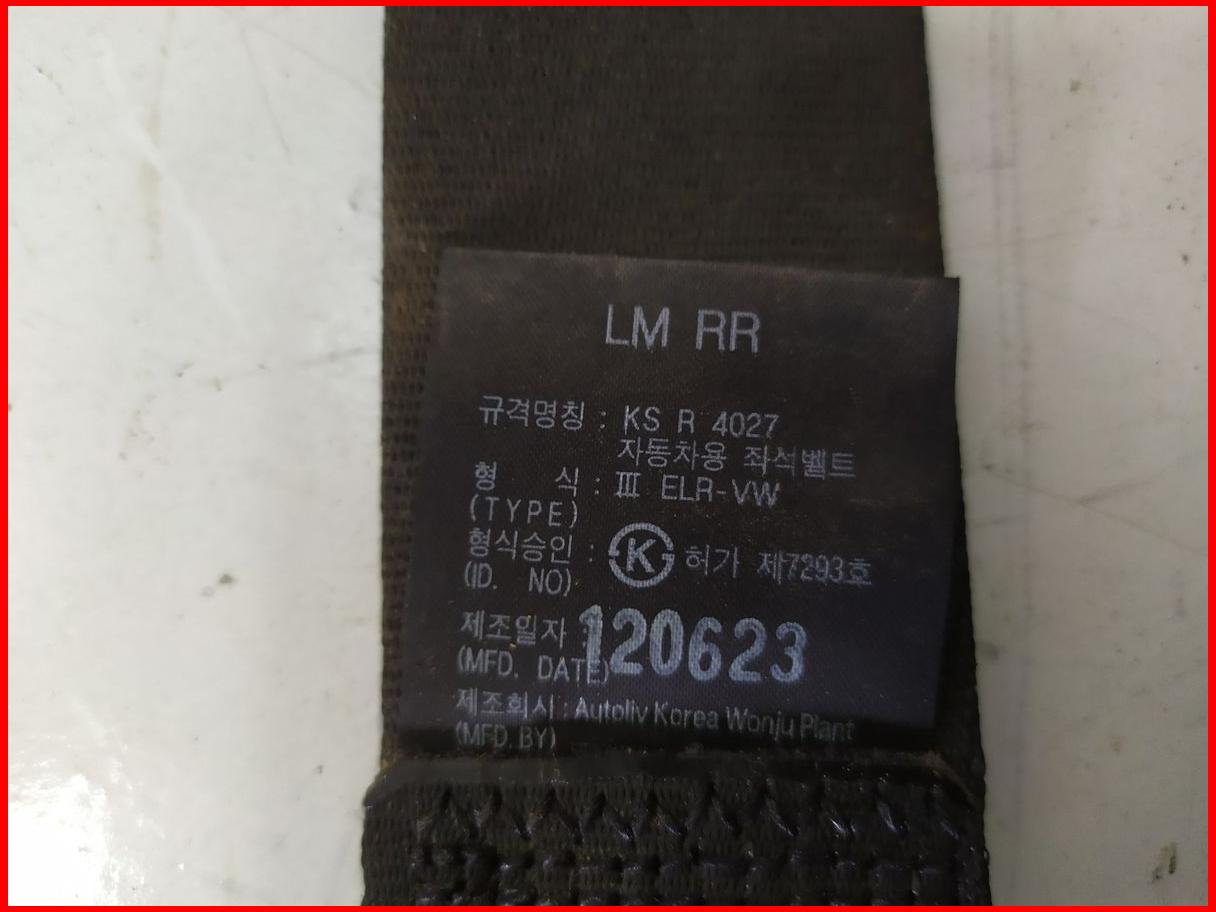 LM RR
규격명칭 : KS R 4027
자동차용 좌석벨트
형 식 : III ELR-VW
(TYPE)
형식승인 : K 허가 제7293호
(ID. NO)
제조일자 : 120623
(MFD. DATE)
제조회사 : Autoliv Korea Wonju Plant
(MFD. BY)